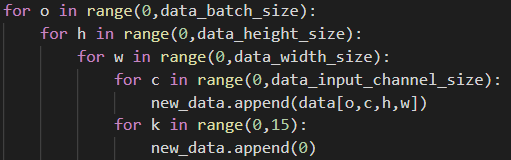 for o in range(0,data_batch_size):
    for h in range(0,data_height_size):
        for w in range(0,data_width_size):
            for c in range(0,data_input_channel_size):
                new_data.append(data[o,c,h,w])
            for k in range(0,15):
                new_data.append(0)